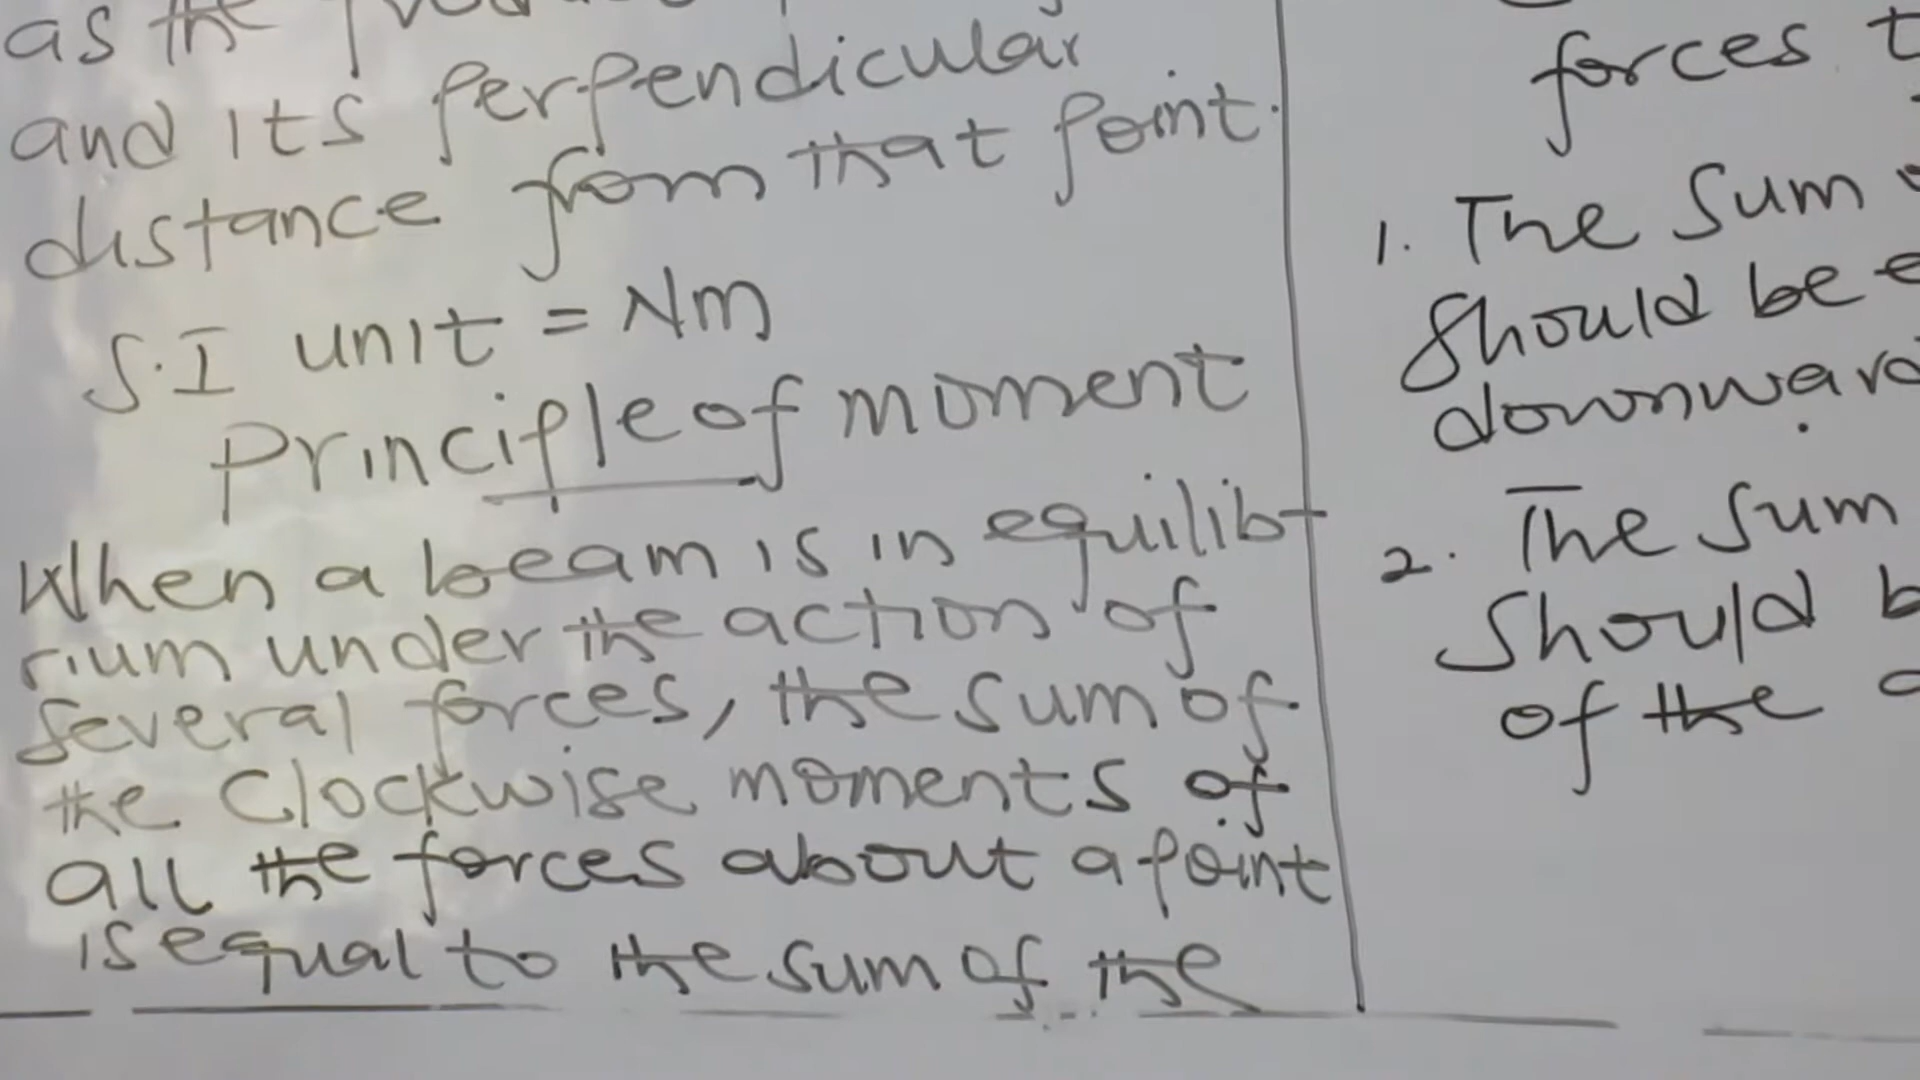 as the
and its perpendicular
distance from that point.
S.I unit = Nm
Principle of moment
When a beam is in equilib-
rium under the action of
several forces, the sum of
the clockwise moments of
all the forces about a point
is equal to the sum of the
forces
1. The sum
should be
downward
2. The sum
should b
of the